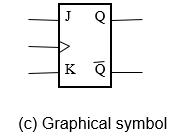 J Q
K Q̅
(c) Graphical symbol